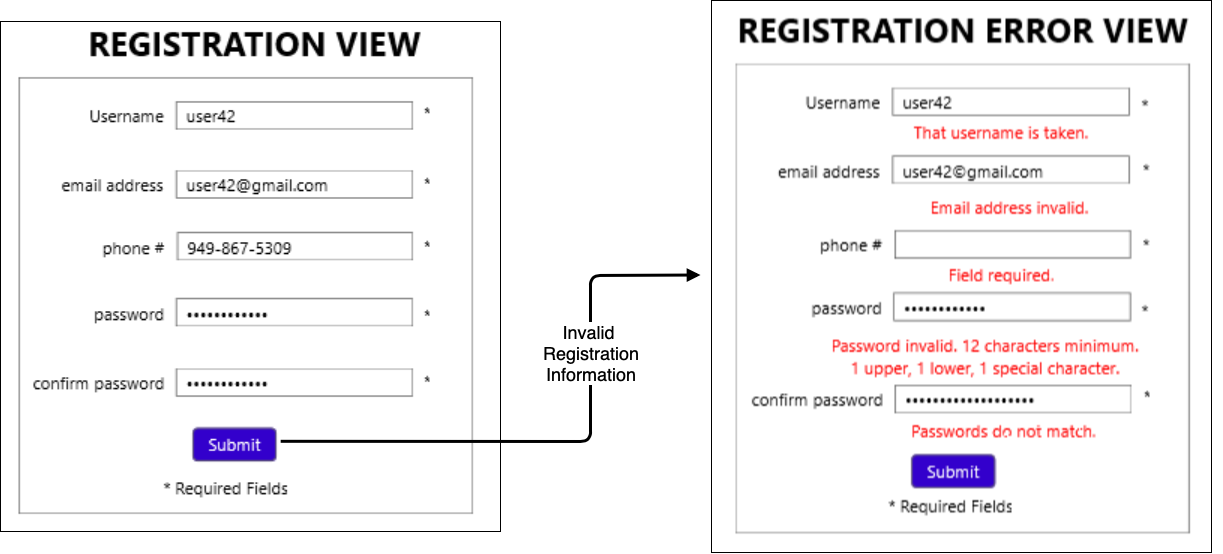 REGISTRATION VIEW
Username user42 *
email address user42@gmail.com *
phone # 949-867-5309 *
password •••••••••••• *
confirm password •••••••••••• *
Submit
* Required Fields
Invalid
Registration
Information
REGISTRATION ERROR VIEW
Username user42 *
That username is taken.
email address user42©gmail.com *
Email address invalid.
phone # *
Field required.
password •••••••••••• *
Password invalid. 12 characters minimum.
1 upper, 1 lower, 1 special character.
confirm password ••••••••••••••••••• *
Passwords do not match.
Submit
* Required Fields